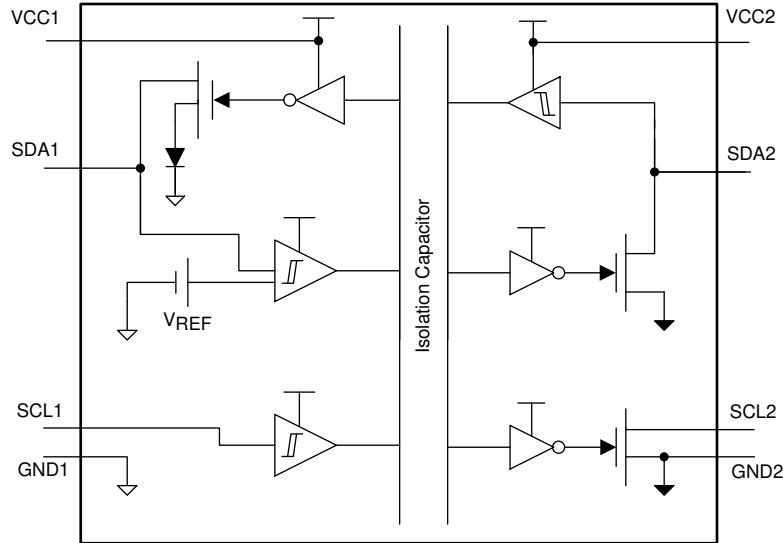 VCC1
VCC2
SDA1
SDA2
Isolation Capacitor
VREF
SCL1
SCL2
GND1
GND2